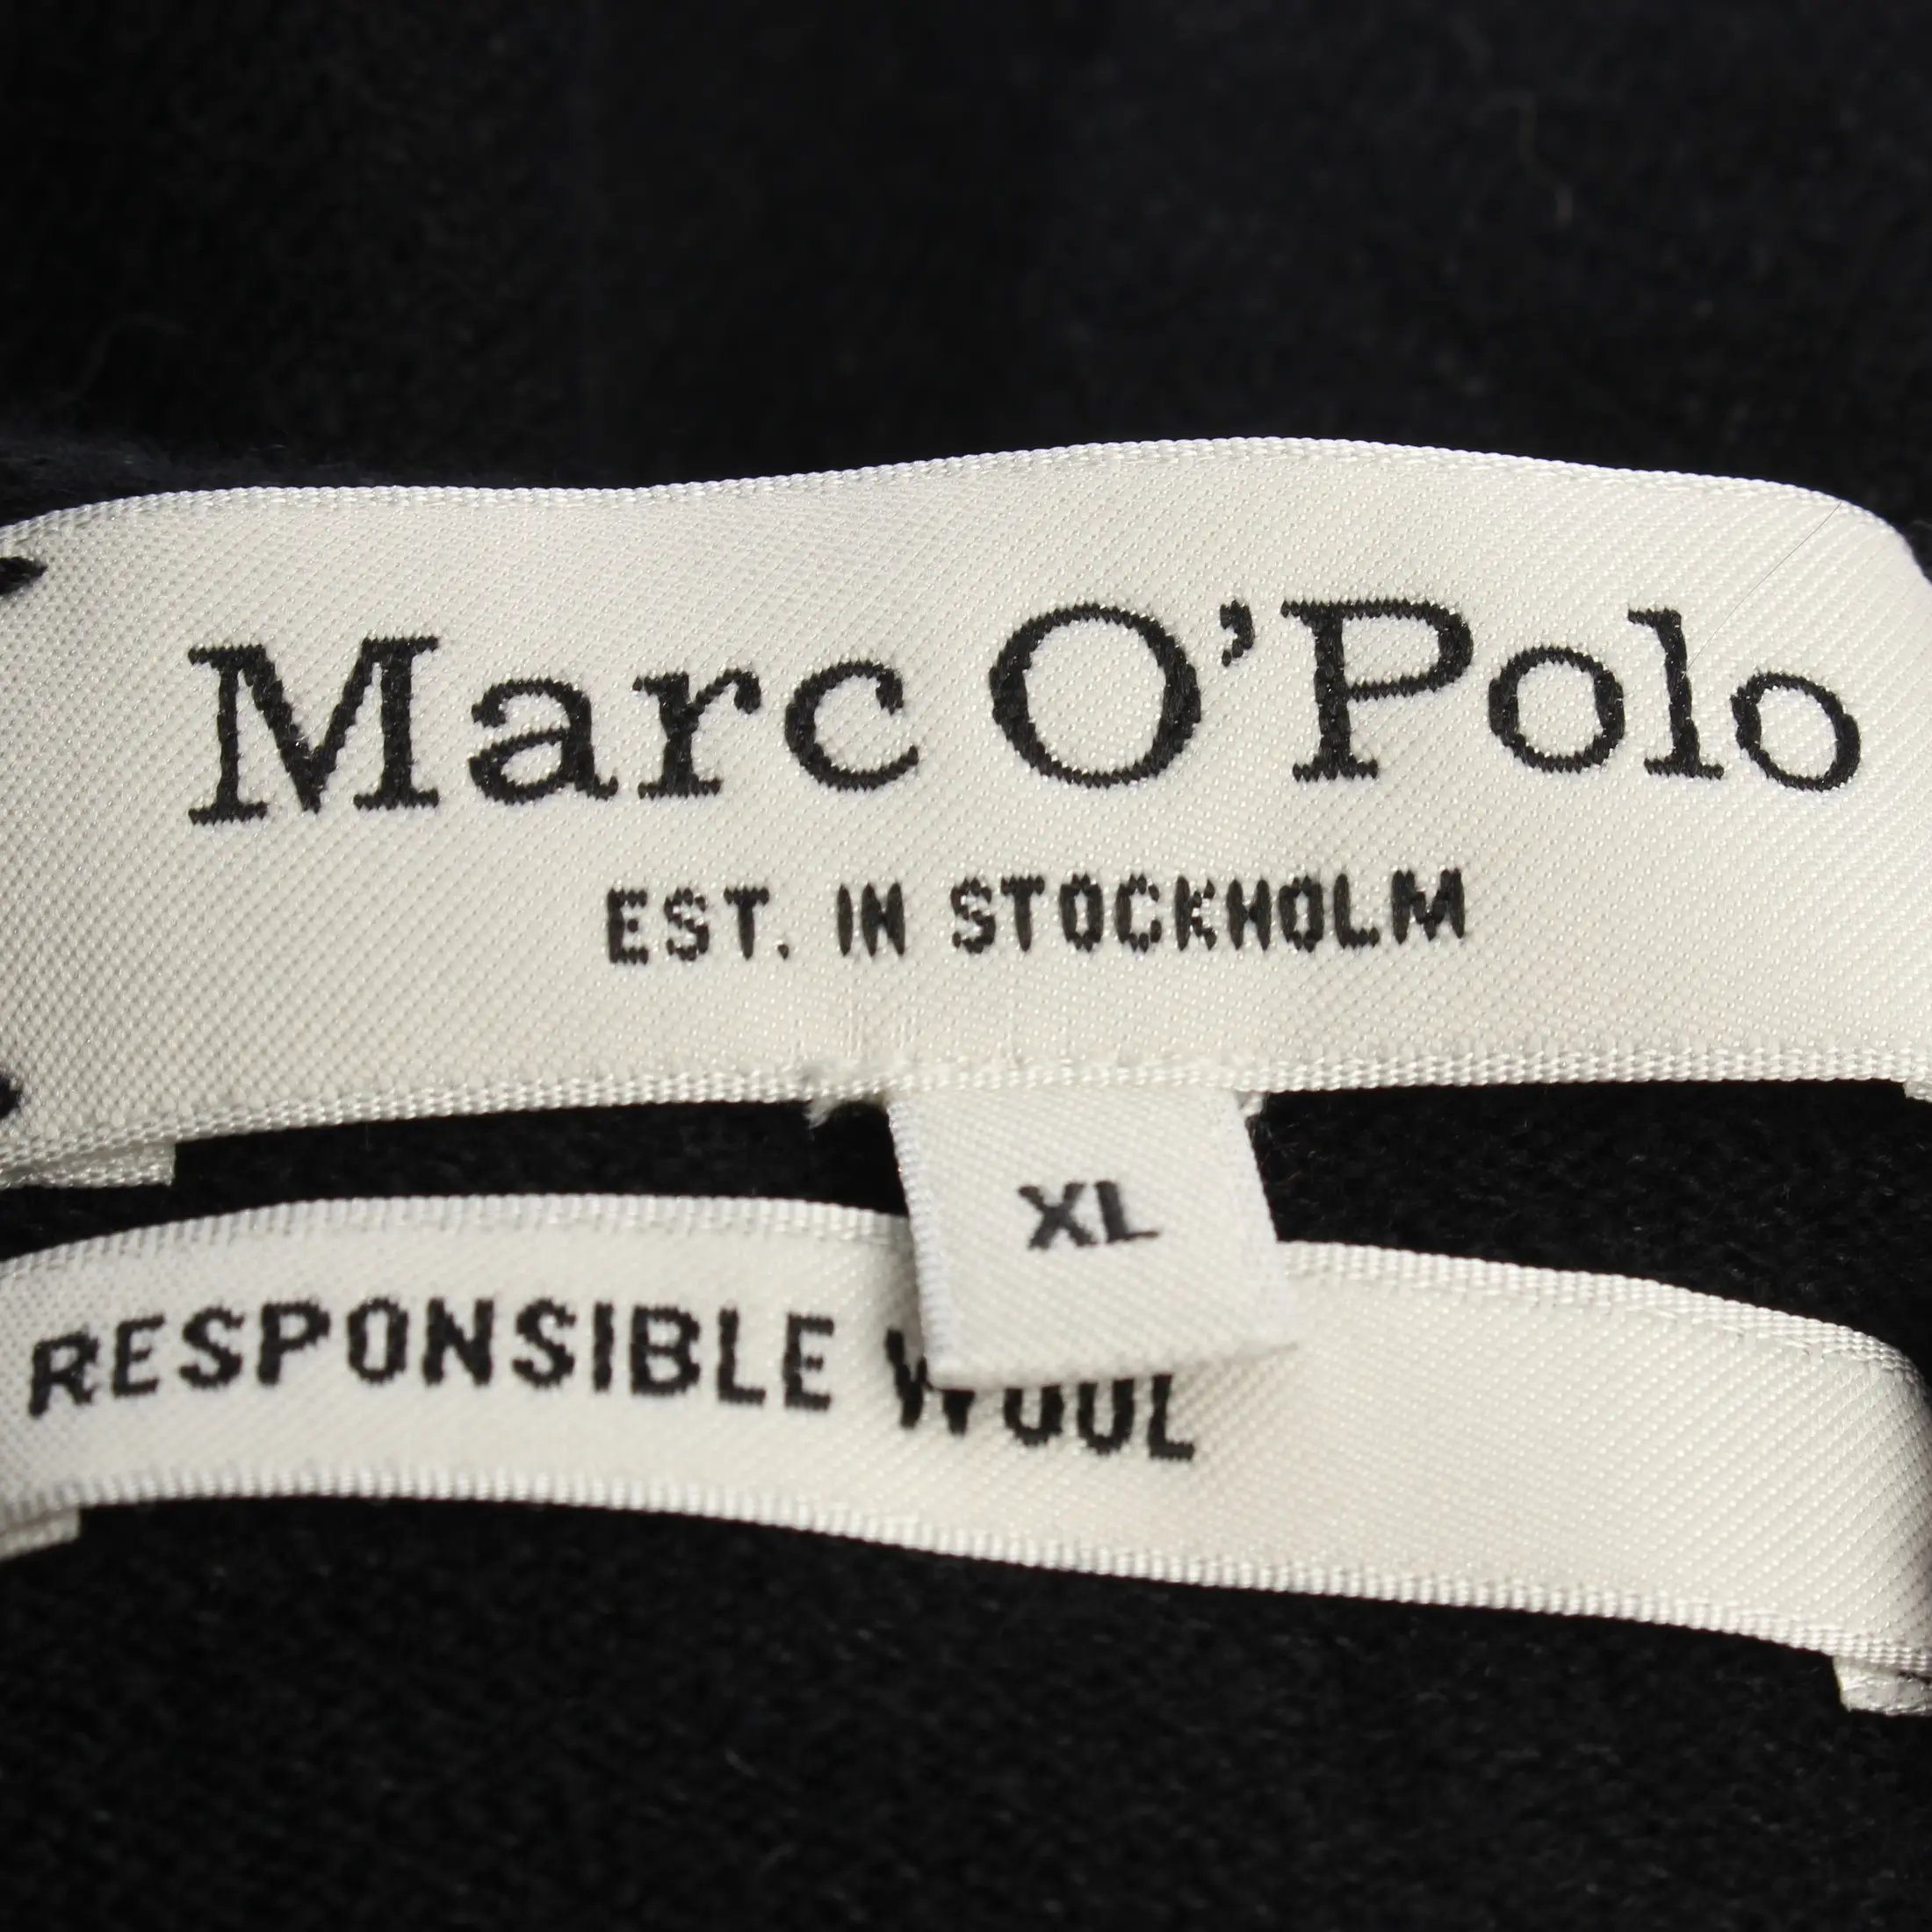 Marc O'Polo
EST. IN STOCKHOLM
XL
RESPONSIBLE WOOL